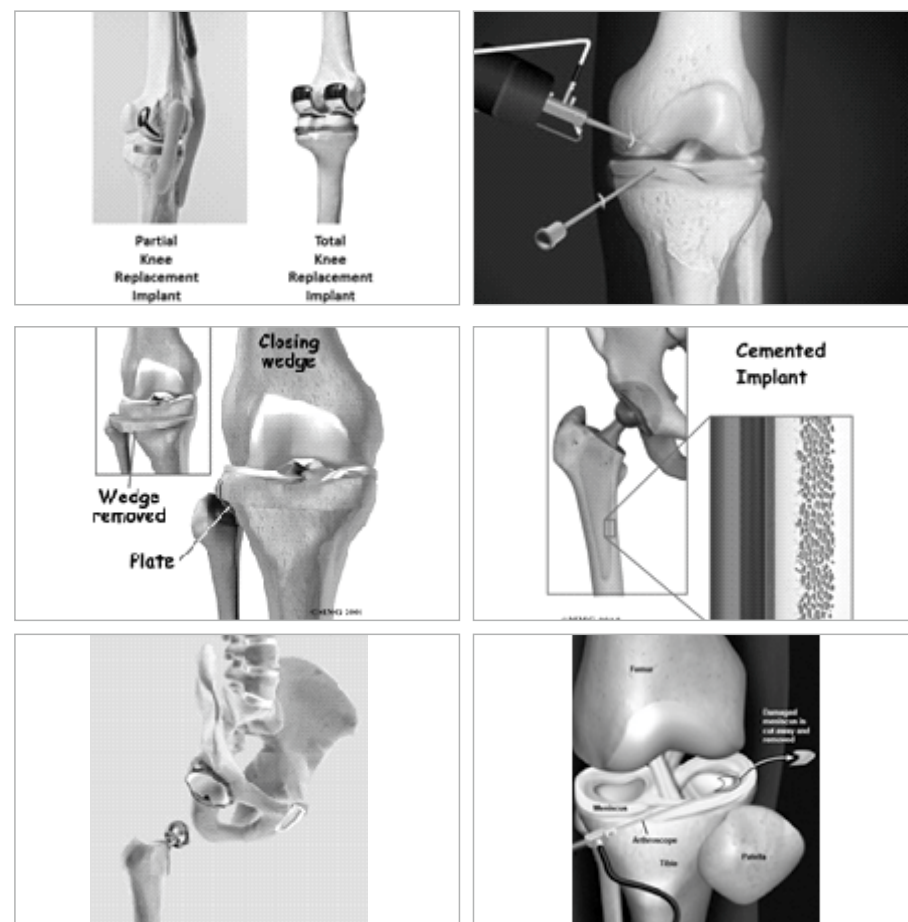 Partial
Knee
Replacement
Implant
Total
Knee
Replacement
Implant
Closing
wedge
Wedge
removed
Plate
Cemented
Implant
Femur
Damaged
meniscus is
cut away and
removed
Meniscus
Arthroscope
Tibia
Patella